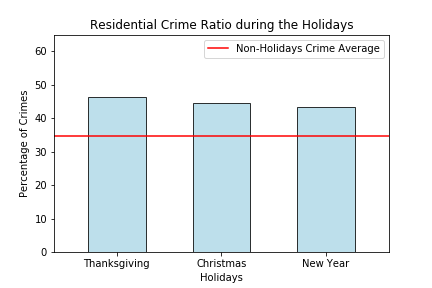 Residential Crime Ratio during the Holidays
Non-Holidays Crime Average
Percentage of Crimes
60
50
40
30
20
10
0
Thanksgiving
Christmas
New Year
Holidays